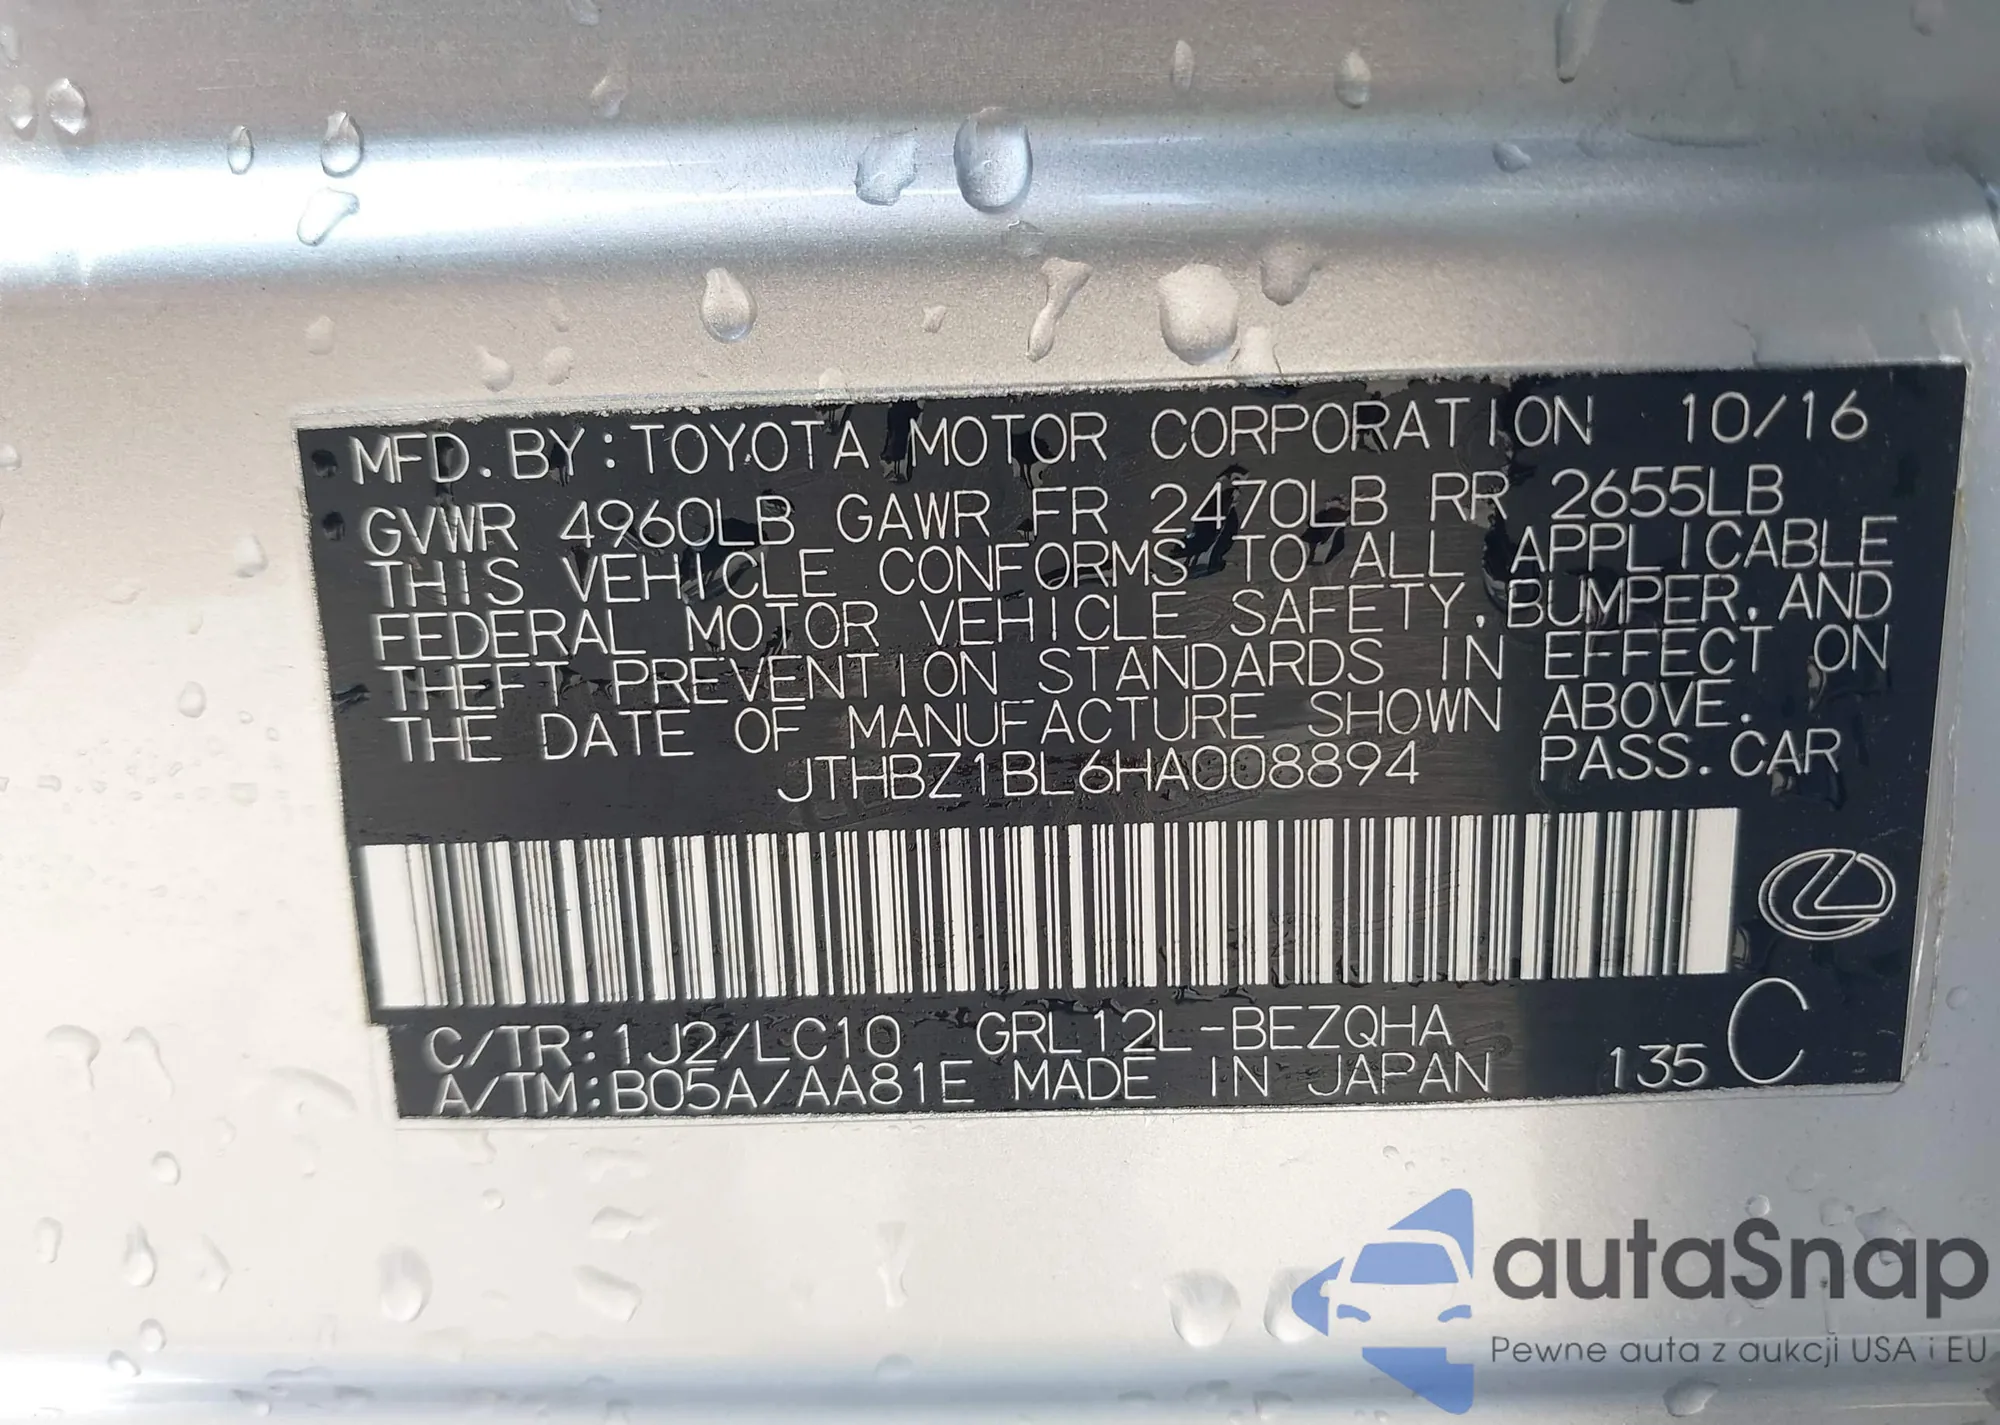 MFD. BY: TOYOTA MOTOR CORPORATION 10/16
GVWR 4960LB GAWR FR 2470LB RR 2655LB
THIS VEHICLE CONFORMS TO ALL APPLICABLE
FEDERAL MOTOR VEHICLE SAFETY, BUMPER, AND
THEFT PREVENTION STANDARDS IN EFFECT ON
THE DATE OF MANUFACTURE SHOWN ABOVE.
JTHBZ1BL6HA008894 PASS. CAR
C/TR: 1J2/LC10 GRL12L-BEZQHA
A/TM: B05A/AA81E MADE IN JAPAN 135 C
autaSnap
Pewne auta z aukcji USA i EU